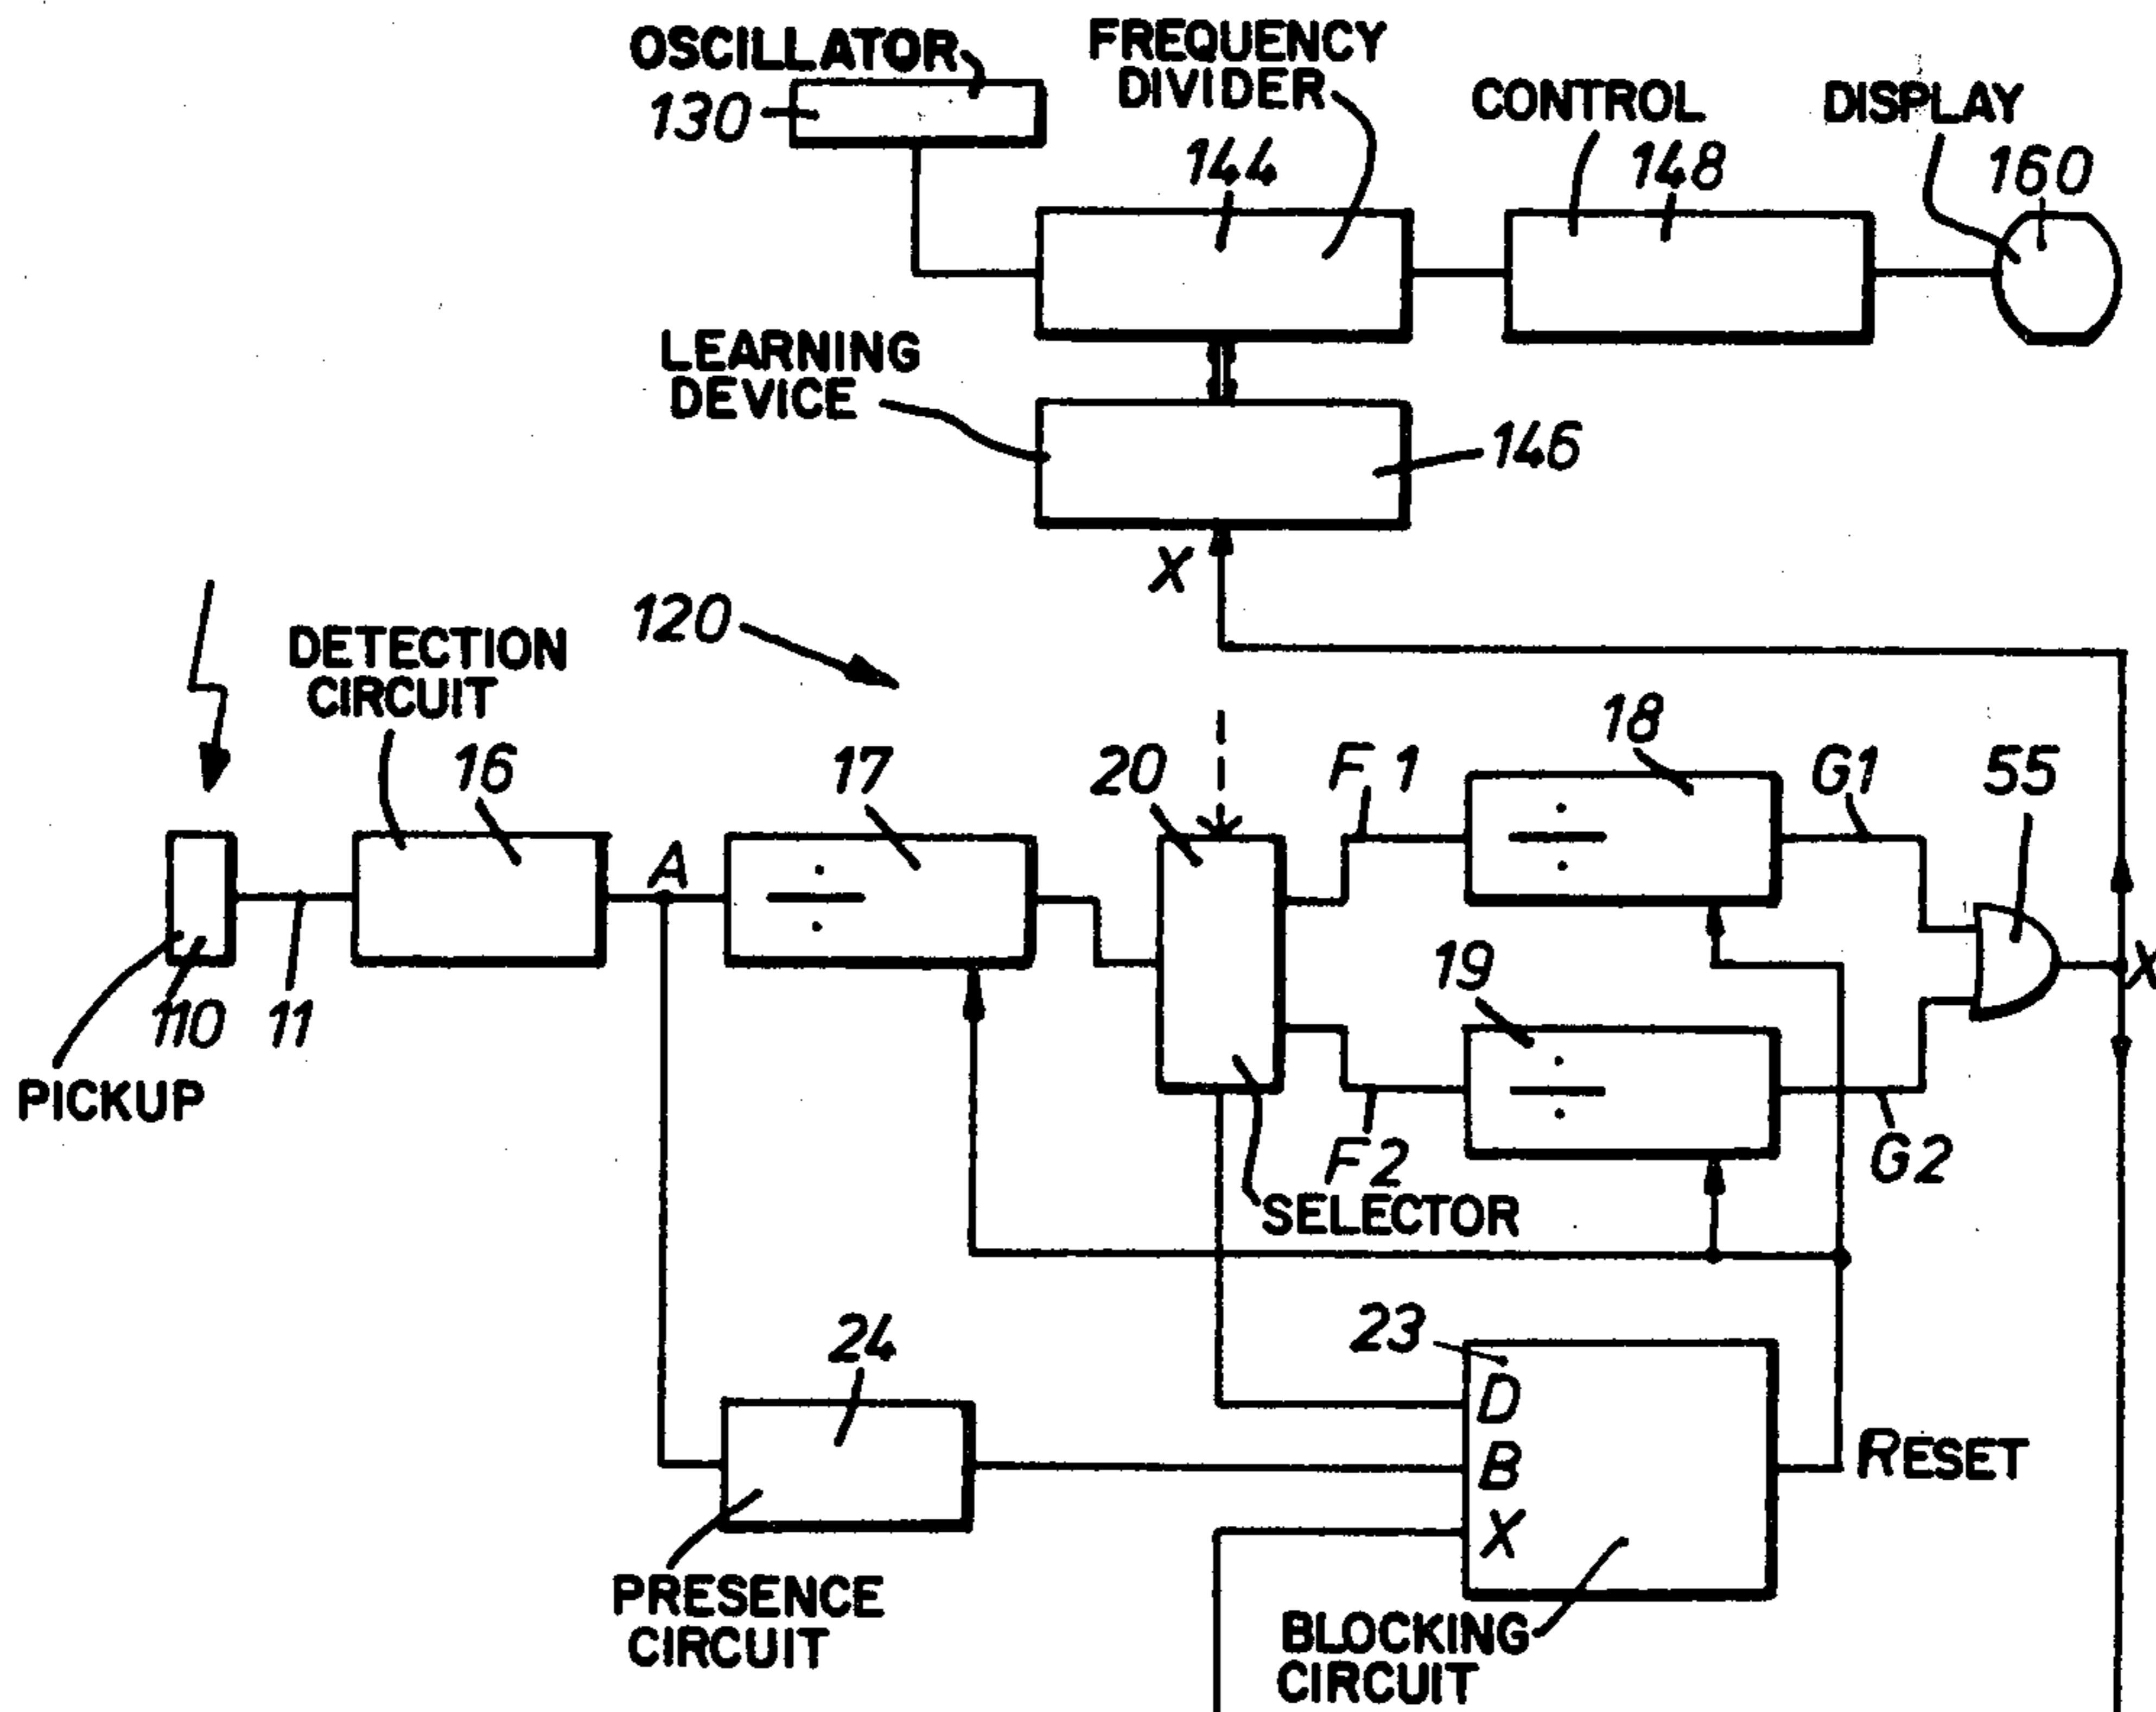 OSCILLATOR
130
FREQUENCY
DIVIDER
144
CONTROL
148
DISPLAY
160
LEARNING
DEVICE
146
X
120
DETECTION
CIRCUIT
16
A
17
20
F1
18
G1
55
110
11
PICKUP
19
X
F2
G2
SELECTOR
24
23
D
B
X
RESET
PRESENCE
CIRCUIT
BLOCKING
CIRCUIT